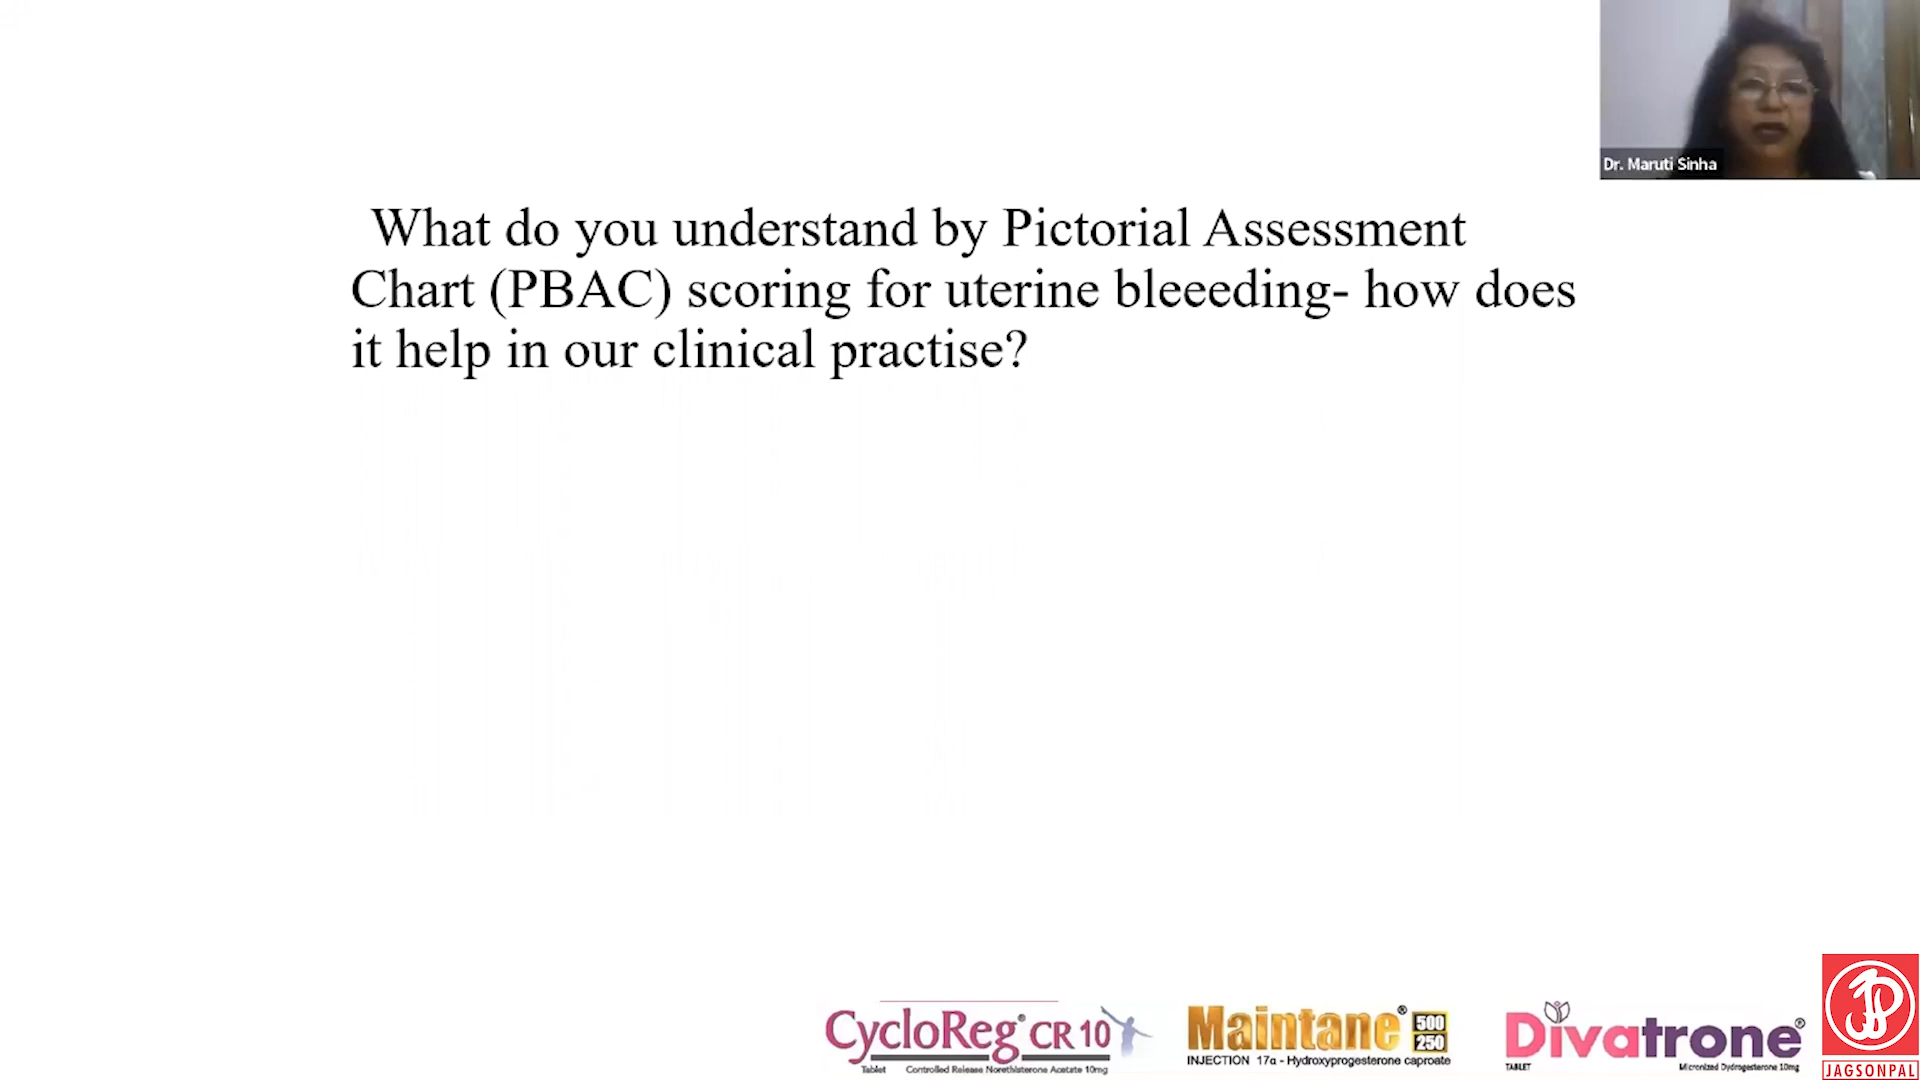 Dr. Maruti Sinha
What do you understand by Pictorial Assessment
Chart (PBAC) scoring for uterine bleeeding- how does
it help in our clinical practise?
CycloReg® CR 10
Tablet Controlled Release Norethisterone Acetate 10mg
Maintane® 500 250
INJECTION 17α - Hydroxyprogesterone caproate
Divatrone®
TABLET Micronized Dydrogesterone 10mg
JAGSONPAL